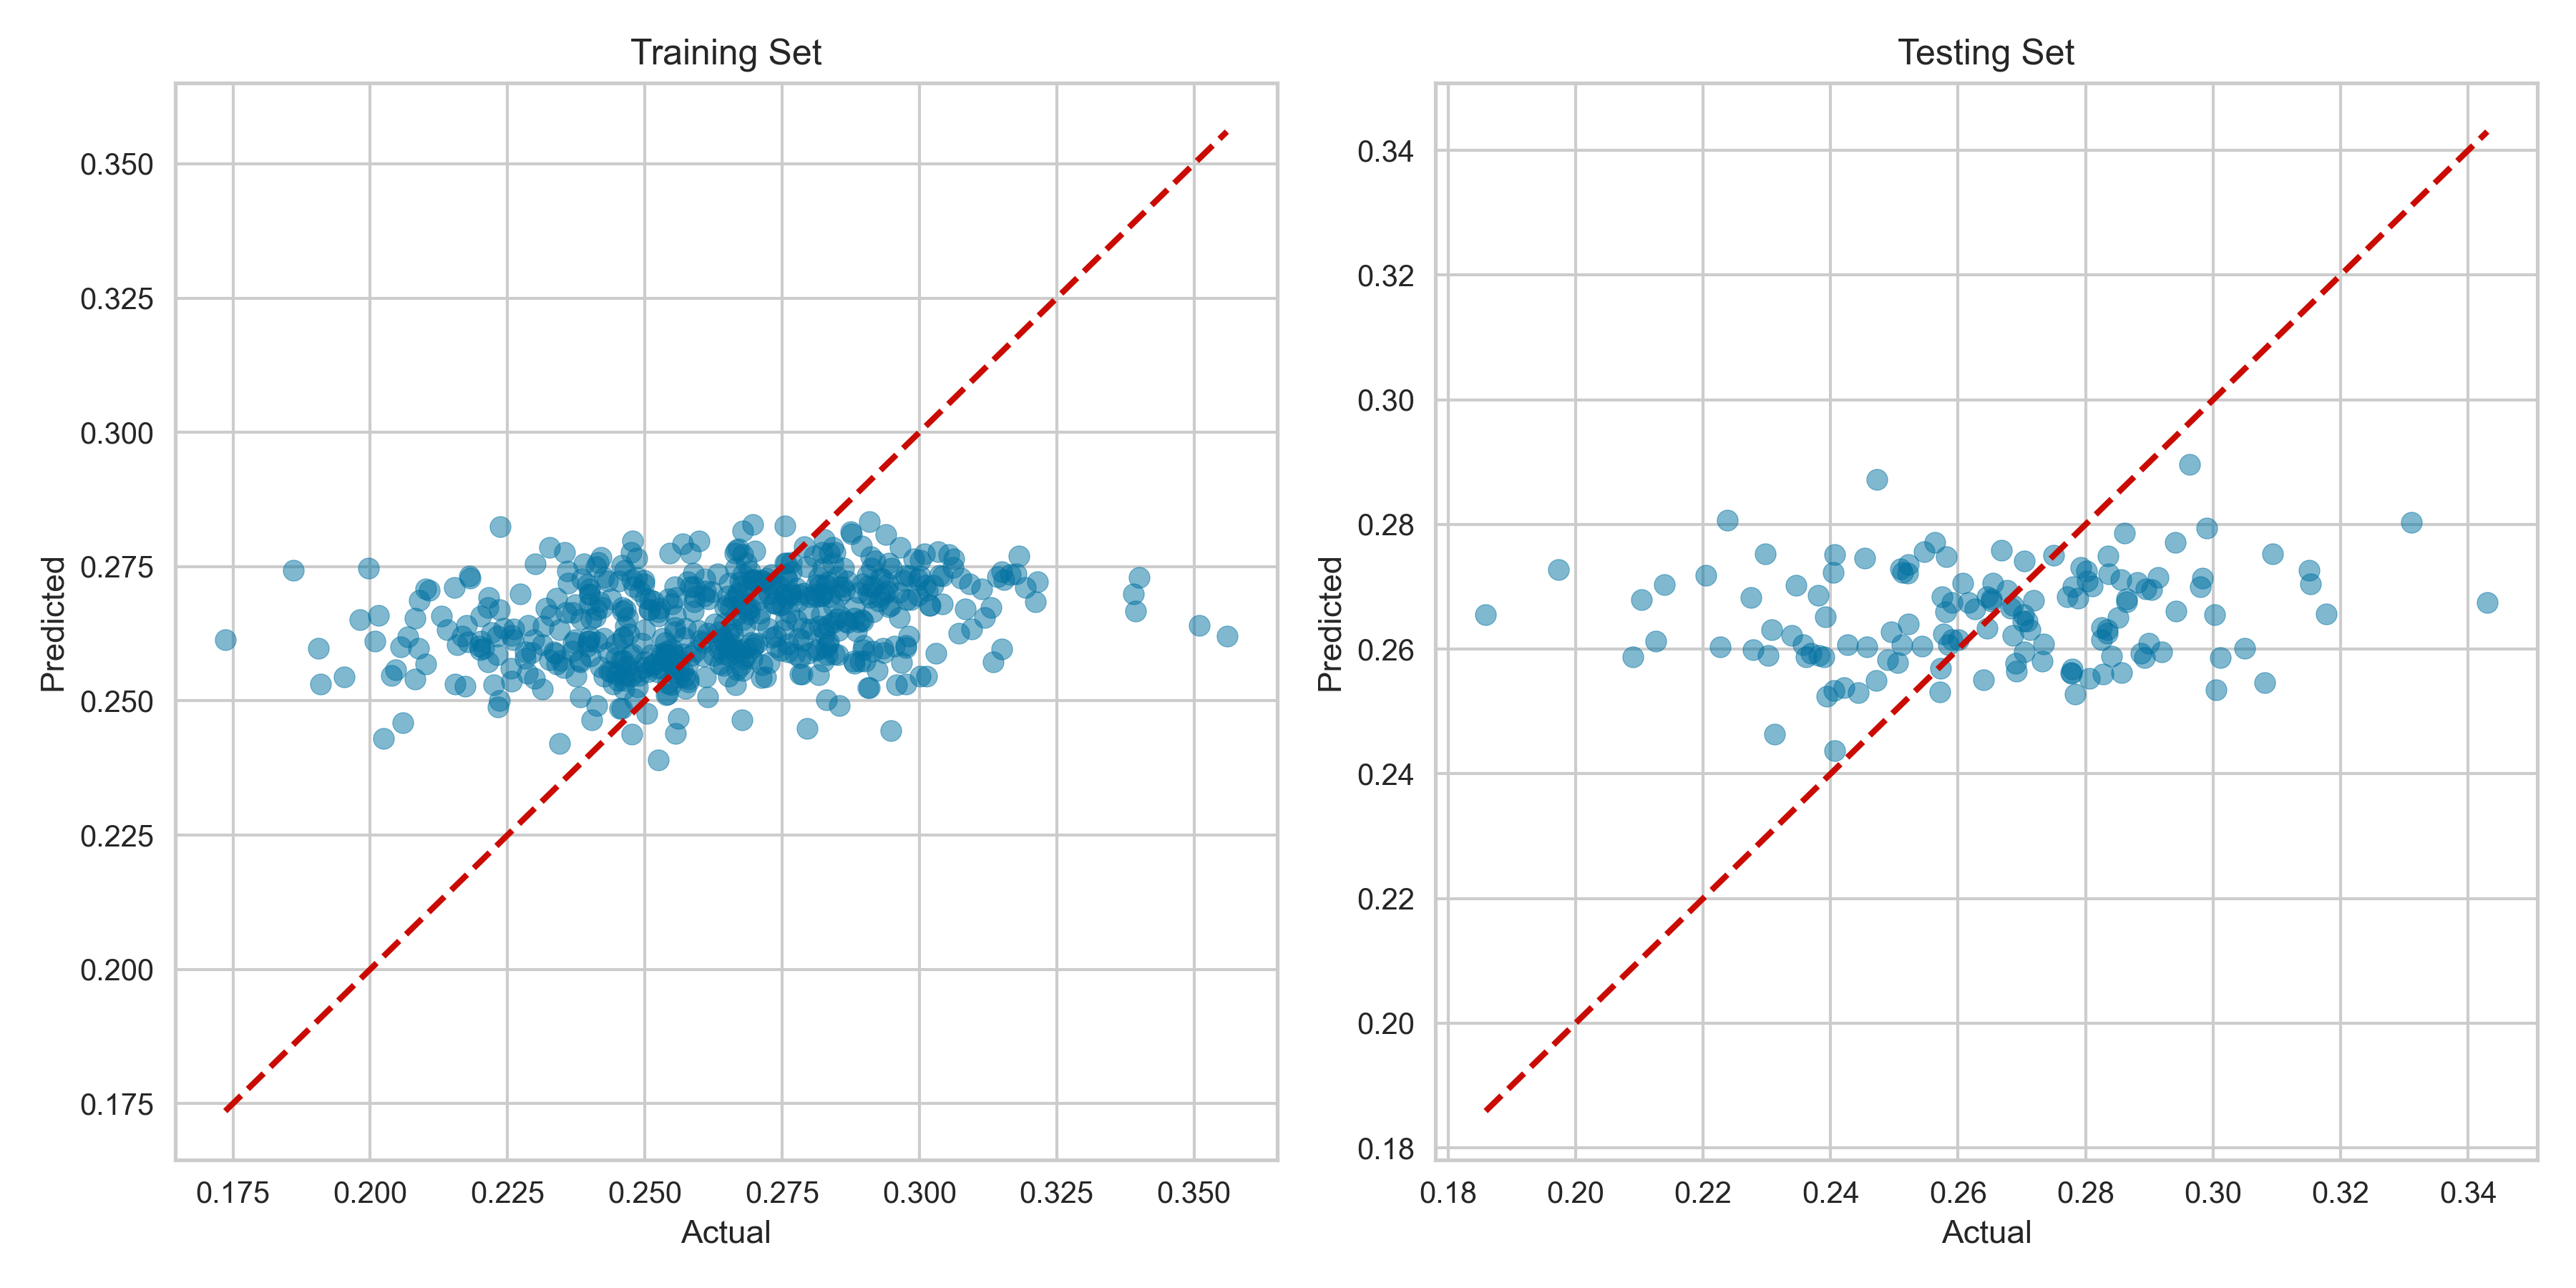 Training Set
Testing Set
Predicted
0.350
0.325
0.300
0.275
0.250
0.225
0.200
0.175
0.175 0.200 0.225 0.250 0.275 0.300 0.325 0.350
Actual
Predicted
0.34
0.32
0.30
0.28
0.26
0.24
0.22
0.20
0.18
0.18 0.20 0.22 0.24 0.26 0.28 0.30 0.32 0.34
Actual